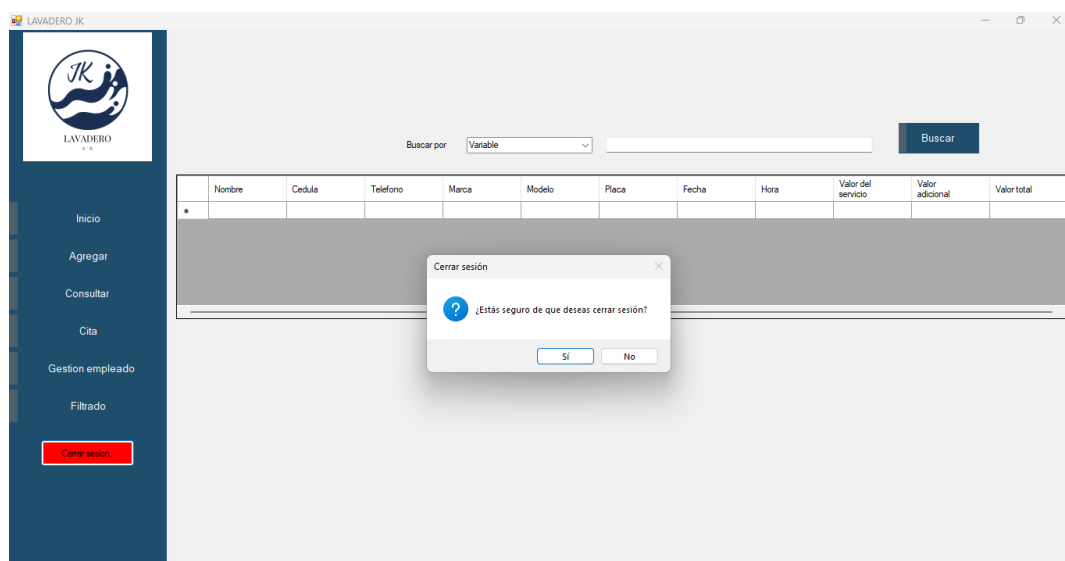 LAVADERO JK
JK
LAVADERO
Buscar por
Variable
Buscar
Nombre
Cedula
Telefono
Marca
Modelo
Placa
Fecha
Hora
Valor del
servicio
Valor
adicional
Valor total
Inicio
Agregar
Consultar
Cita
Gestion empleado
Filtrado
Cerrar sesion
Cerrar sesión
¿Estás seguro de que deseas cerrar sesión?
Sí
No